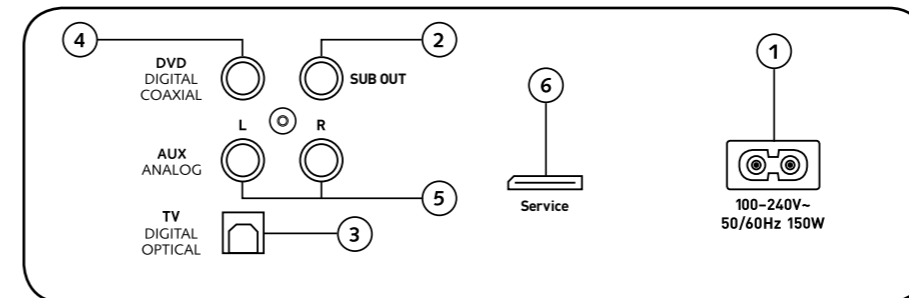 4
2
1
DVD
DIGITAL
COAXIAL
SUB OUT
6
L
R
AUX
ANALOG
5
Service
100–240V~
50/60Hz 150W
TV
DIGITAL
OPTICAL
3